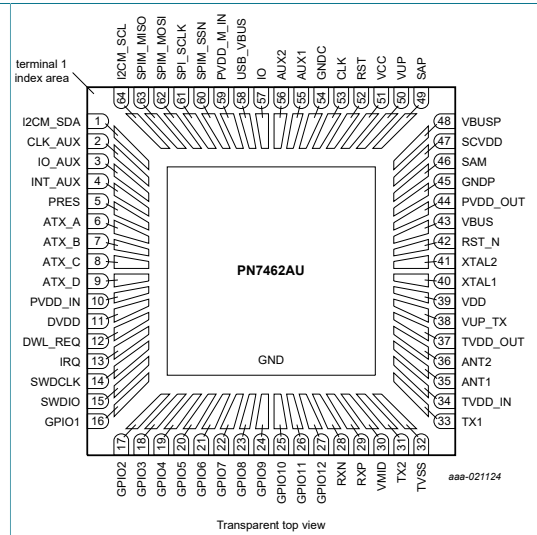 terminal 1
index area
I2CM_SCL
SPIM_MISO
SPIM_MOSI
SPI_SCLK
SPIM_SSN
PVDD_M_IN
USB_VBUS
IO
AUX2
AUX1
GNDC
CLK
RST
VCC
VUP
SAP
64
63
62
61
60
59
58
57
56
55
54
53
52
51
50
49
I2CM_SDA 1
CLK_AUX 2
IO_AUX 3
INT_AUX 4
PRES 5
ATX_A 6
ATX_B 7
ATX_C 8
ATX_D 9
PVDD_IN 10
DVDD 11
DWL_REQ 12
IRQ 13
SWDCLK 14
SWDIO 15
GPIO1 16
PN7462AU
GND
48 VBUSP
47 SCVDD
46 SAM
45 GNDP
44 PVDD_OUT
43 VBUS
42 RST_N
41 XTAL2
40 XTAL1
39 VDD
38 VUP_TX
37 TVDD_OUT
36 ANT2
35 ANT1
34 TVDD_IN
33 TX1
17
18
19
20
21
22
23
24
25
26
27
28
29
30
31
32
GPIO2
GPIO3
GPIO4
GPIO5
GPIO6
GPIO7
GPIO8
GPIO9
GPIO10
GPIO11
GPIO12
RXN
RXP
VMID
TX2
TVSS
aaa-021124
Transparent top view